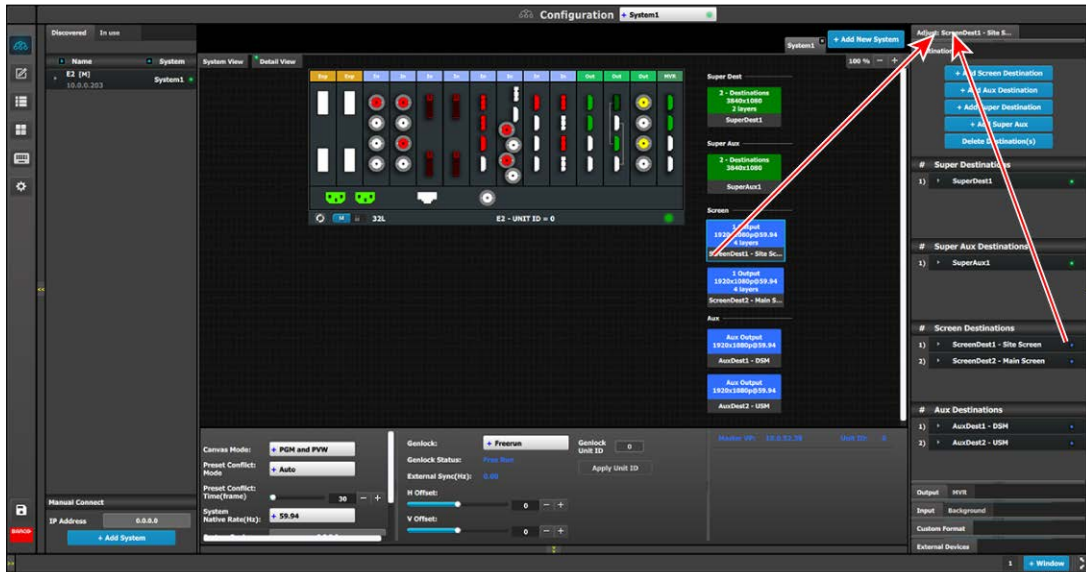 Configuration + System1
Discovered In use
Name System
E2 [M] System1
10.0.0.203
System View Detail View
System1 x + Add New System
100 % - +
Exp Exp In In In In In In In In Out Out Out MVR
32L E2 - UNIT ID = 0
Super Dest
2 - Destinations
3840x1080
2 layers
SuperDest1
Super Aux
2 - Destinations
3840x1080
SuperAux1
Screen
1 Output
1920x1080p@59.94
4 layers
ScreenDest1 - Site Sc...
1 Output
1920x1080p@59.94
4 layers
ScreenDest2 - Main S...
Aux
Aux Output
1920x1080p@59.94
AuxDest1 - DSM
Aux Output
1920x1080p@59.94
AuxDest2 - USM
Adjust: ScreenDest1 - Site S...
+ Add Screen Destination
+ Add Aux Destination
+ Add Super Destination
+ Add Super Aux
Delete Destination(s)
# Super Destinations
1) SuperDest1
# Super Aux Destinations
1) SuperAux1
# Screen Destinations
1) ScreenDest1 - Site Screen
2) ScreenDest2 - Main Screen
# Aux Destinations
1) AuxDest1 - DSM
2) AuxDest2 - USM
Output MVR
Input Background
Custom Format
External Devices
Canvas Mode: + PGM and PVW
Preset Conflict: Mode + Auto
Preset Conflict: Time(frame) 30 - +
System Native Rate(Hz): + 59.94
Genlock: + Freerun
Genlock Status: Free Run
External Sync(Hz): 0.00
H Offset:
0 - +
V Offset:
0 - +
Genlock Unit ID 0
Apply Unit ID
Master VP: 10.0.52.38 Unit ID: 0
Manual Connect
IP Address 0.0.0.0
+ Add System
BARCO
1 + Window